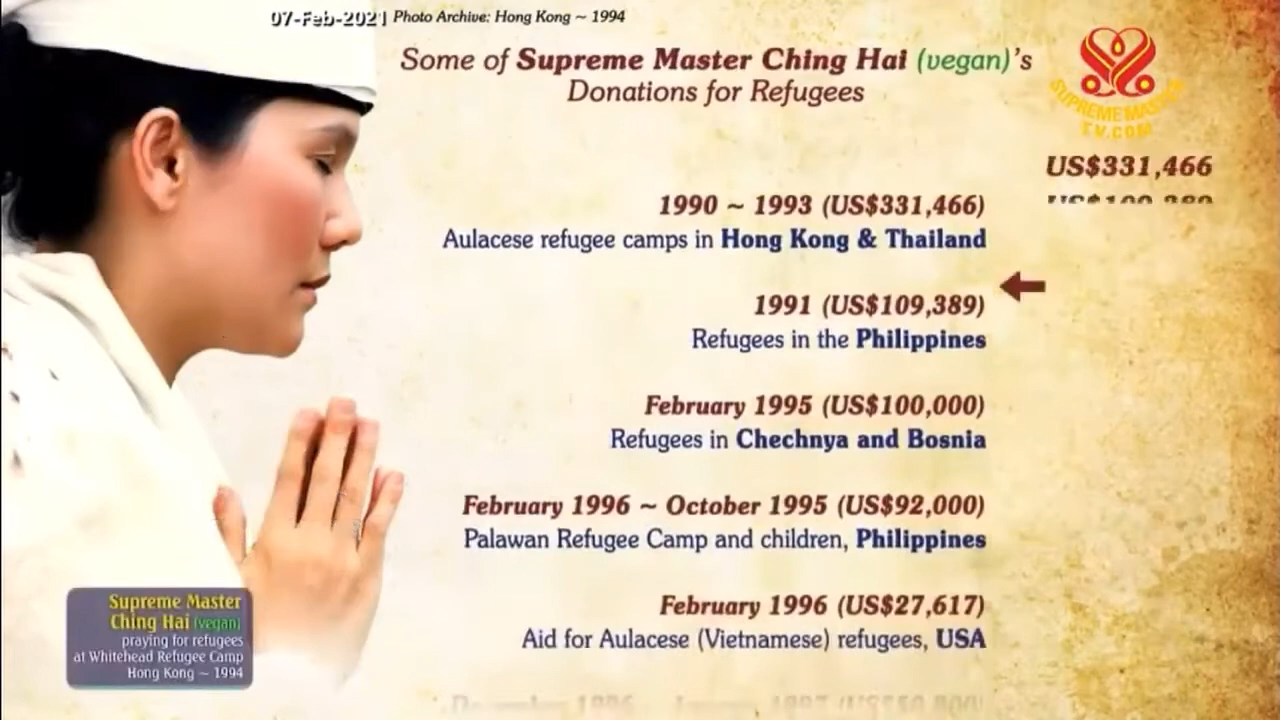 07-Feb-2021 Photo Archive: Hong Kong ~ 1994
Some of Supreme Master Ching Hai (vegan)'s
Donations for Refugees
SUPREME MASTER
TV.COM
US$331,466
1990 ~ 1993 (US$331,466)
Aulacese refugee camps in Hong Kong & Thailand
1991 (US$109,389)
Refugees in the Philippines
February 1995 (US$100,000)
Refugees in Chechnya and Bosnia
February 1996 ~ October 1995 (US$92,000)
Palawan Refugee Camp and children, Philippines
February 1996 (US$27,617)
Aid for Aulacese (Vietnamese) refugees, USA
Supreme Master
Ching Hai (vegan)
praying for refugees
at Whitehead Refugee Camp
Hong Kong ~ 1994